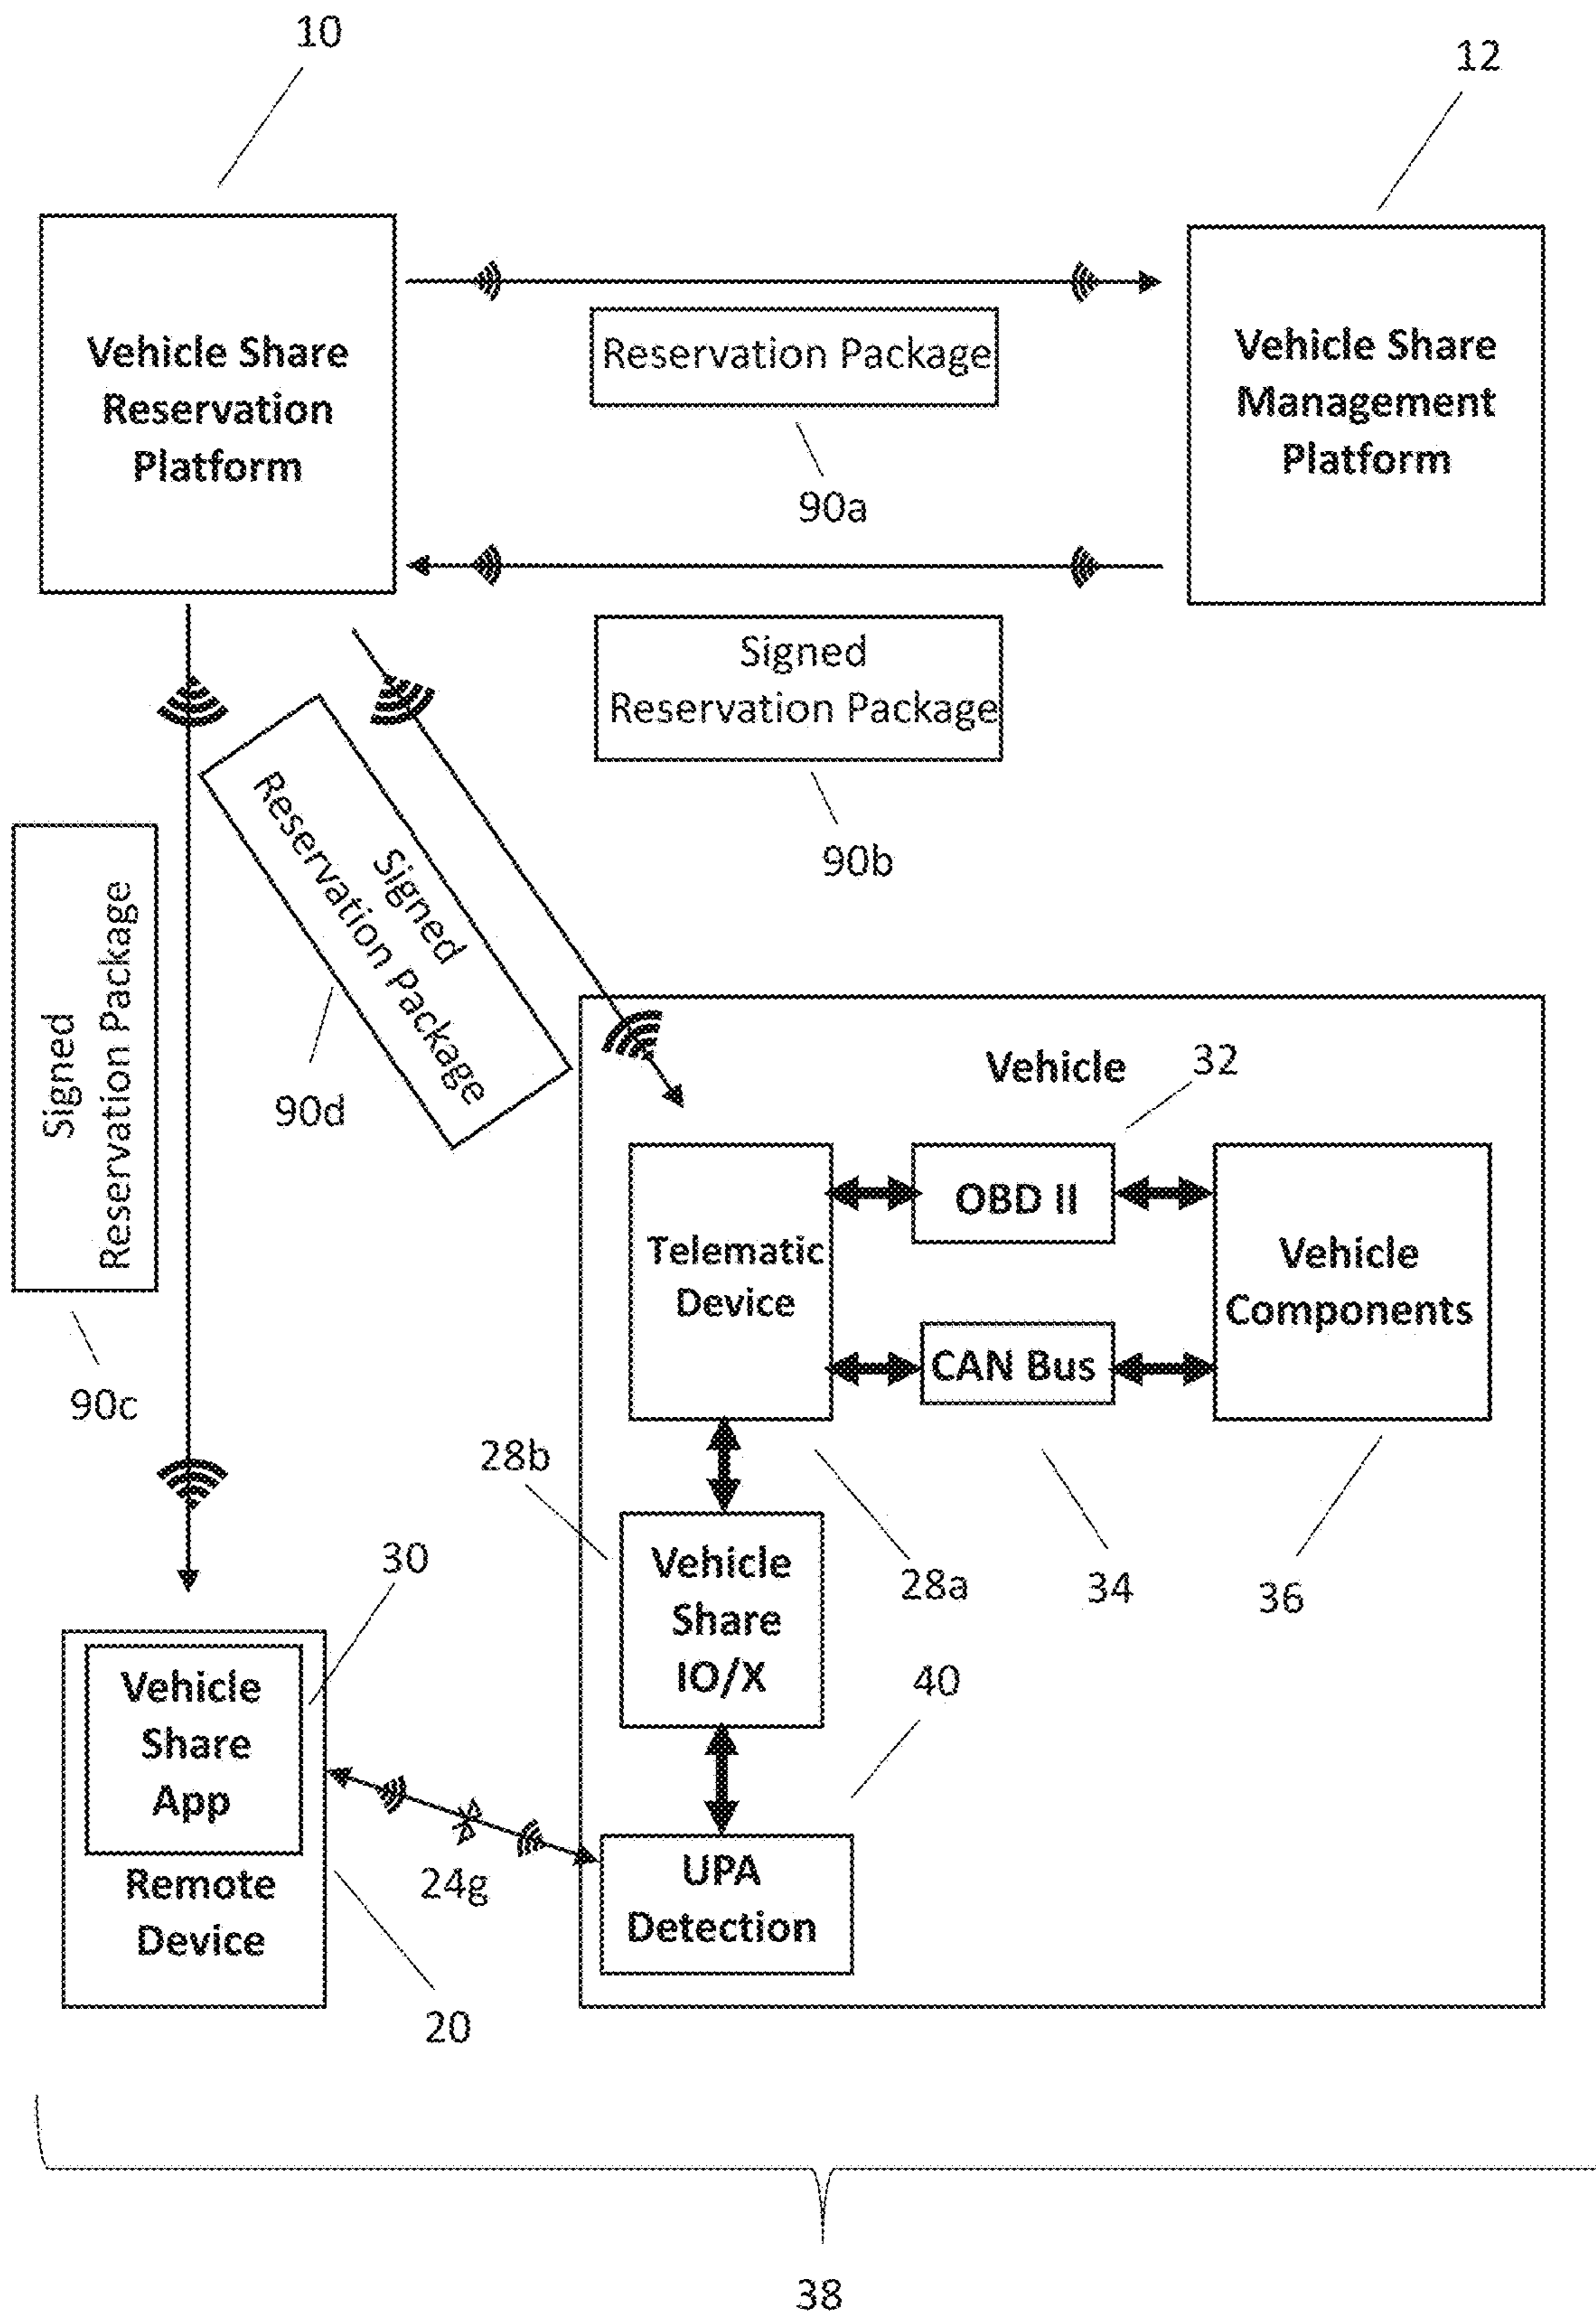 10
12
Vehicle Share
Reservation
Platform
Reservation Package
90a
Vehicle Share
Management
Platform
Signed
Reservation Package
90b
Signed
Reservation Package
90c
Signed
Reservation Package
90d
Vehicle
32
Telematic
Device
OBD II
CAN Bus
Vehicle
Components
28b
28a
34
36
Vehicle
Share
IO/X
40
30
Vehicle
Share
App
Remote
Device
24g
20
UPA
Detection
38